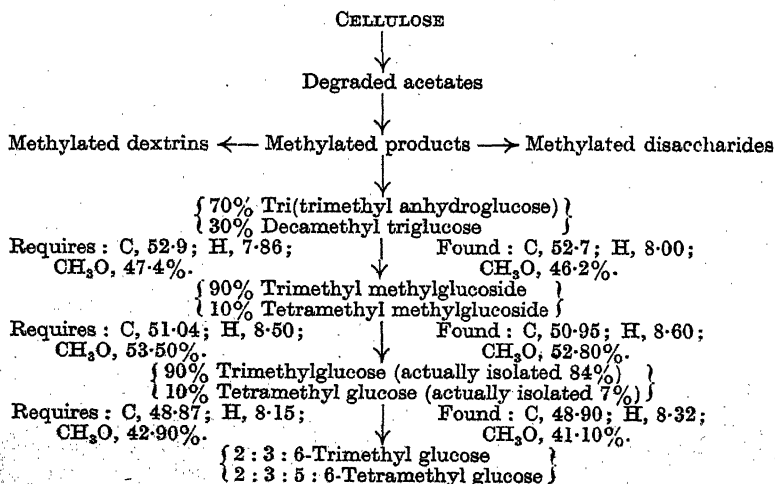 CELLULOSE
Degraded acetates
Methylated dextrins ⟵ Methylated products ⟶ Methylated disaccharides
{ 70% Tri(trimethyl anhydroglucose) }
{ 30% Decamethyl triglucose }
Requires : C, 52·9; H, 7·86; Found : C, 52·7; H, 8·00;
CH₃O, 47·4%. CH₃O, 46·2%.
{ 90% Trimethyl methylglucoside }
{ 10% Tetramethyl methylglucoside }
Requires : C, 51·04; H, 8·50; Found : C, 50·95; H, 8·60;
CH₃O, 53·50%. CH₃O, 52·80%.
{ 90% Trimethylglucose (actually isolated 84%) }
{ 10% Tetramethyl glucose (actually isolated 7%) }
Requires : C, 48·87; H, 8·15; Found : C, 48·90; H, 8·32;
CH₃O, 42·90%. CH₃O, 41·10%.
{ 2 : 3 : 6-Trimethyl glucose }
{ 2 : 3 : 5 : 6-Tetramethyl glucose }